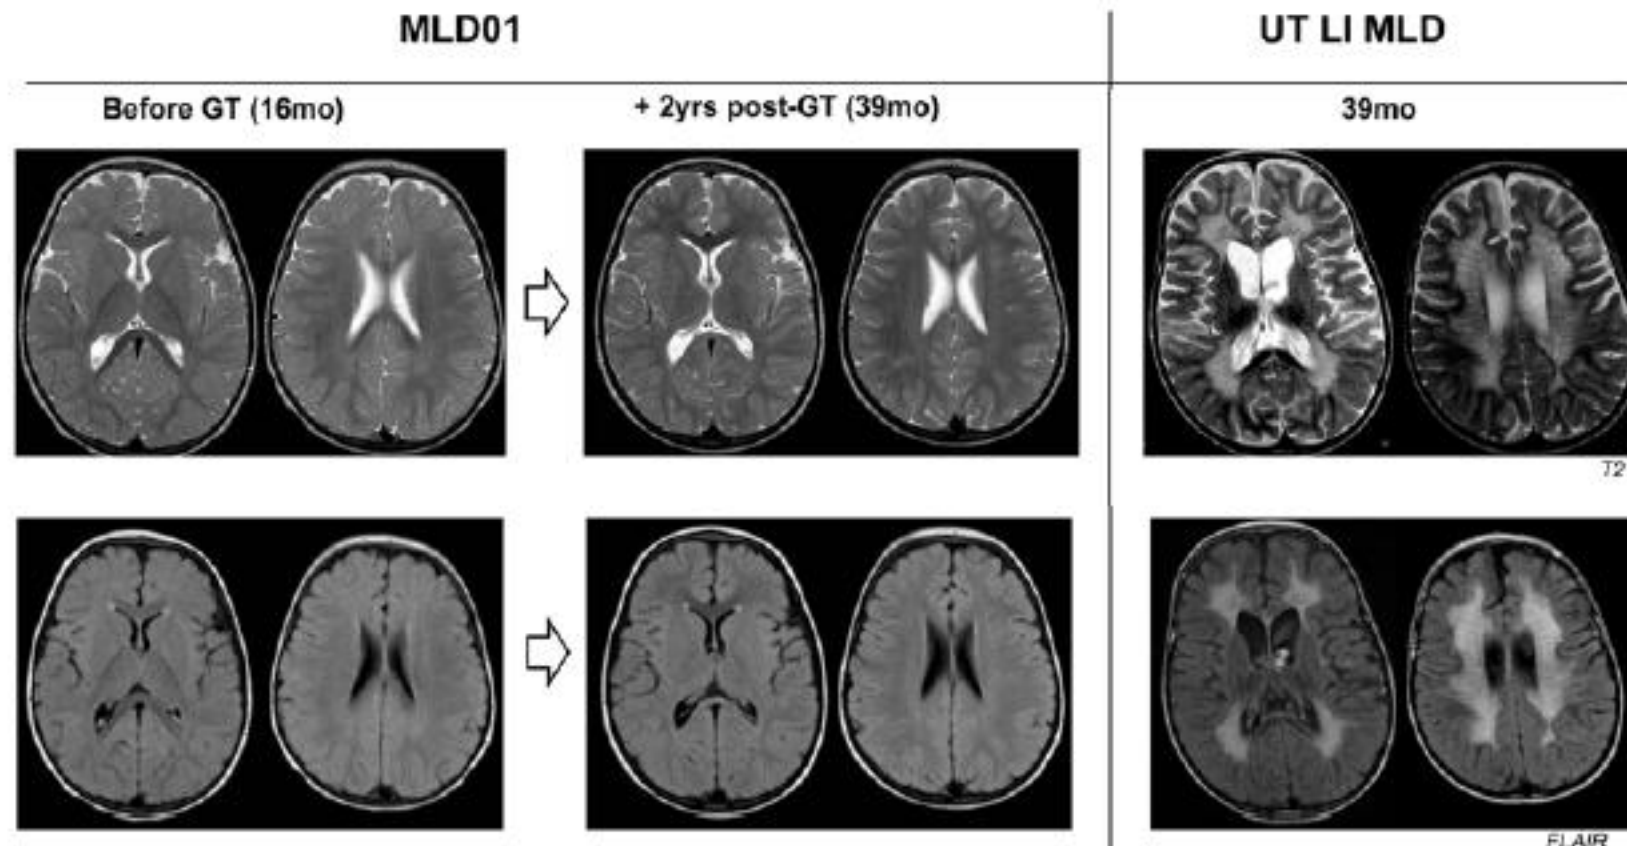 MLD01
UT LI MLD
Before GT (16mo)
+ 2yrs post-GT (39mo)
39mo
T2
FLAIR